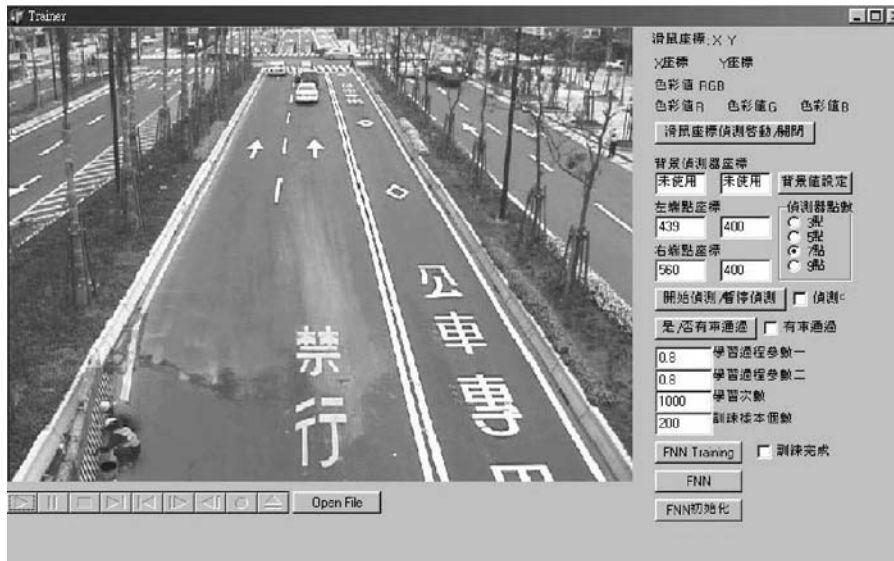 Trainer
禁行
公車專用
Open File
滑鼠座標:X Y
X座標 Y座標
色彩值 RGB
色彩值R 色彩值G 色彩值B
滑鼠座標偵測啓動/關閉
背景偵測器座標
未使用 未使用 背景值設定
左端點座標
439 400
右端點座標
560 400
偵測器點數
3點
5點
7點
9點
開始偵測/暫停偵測 偵測
是/否有車通過 有車通過
0.8 學習過程參數一
0.8 學習過程參數二
1000 學習次數
200 訓練樣本個數
FNN Training 訓練完成
FNN
FNN初始化